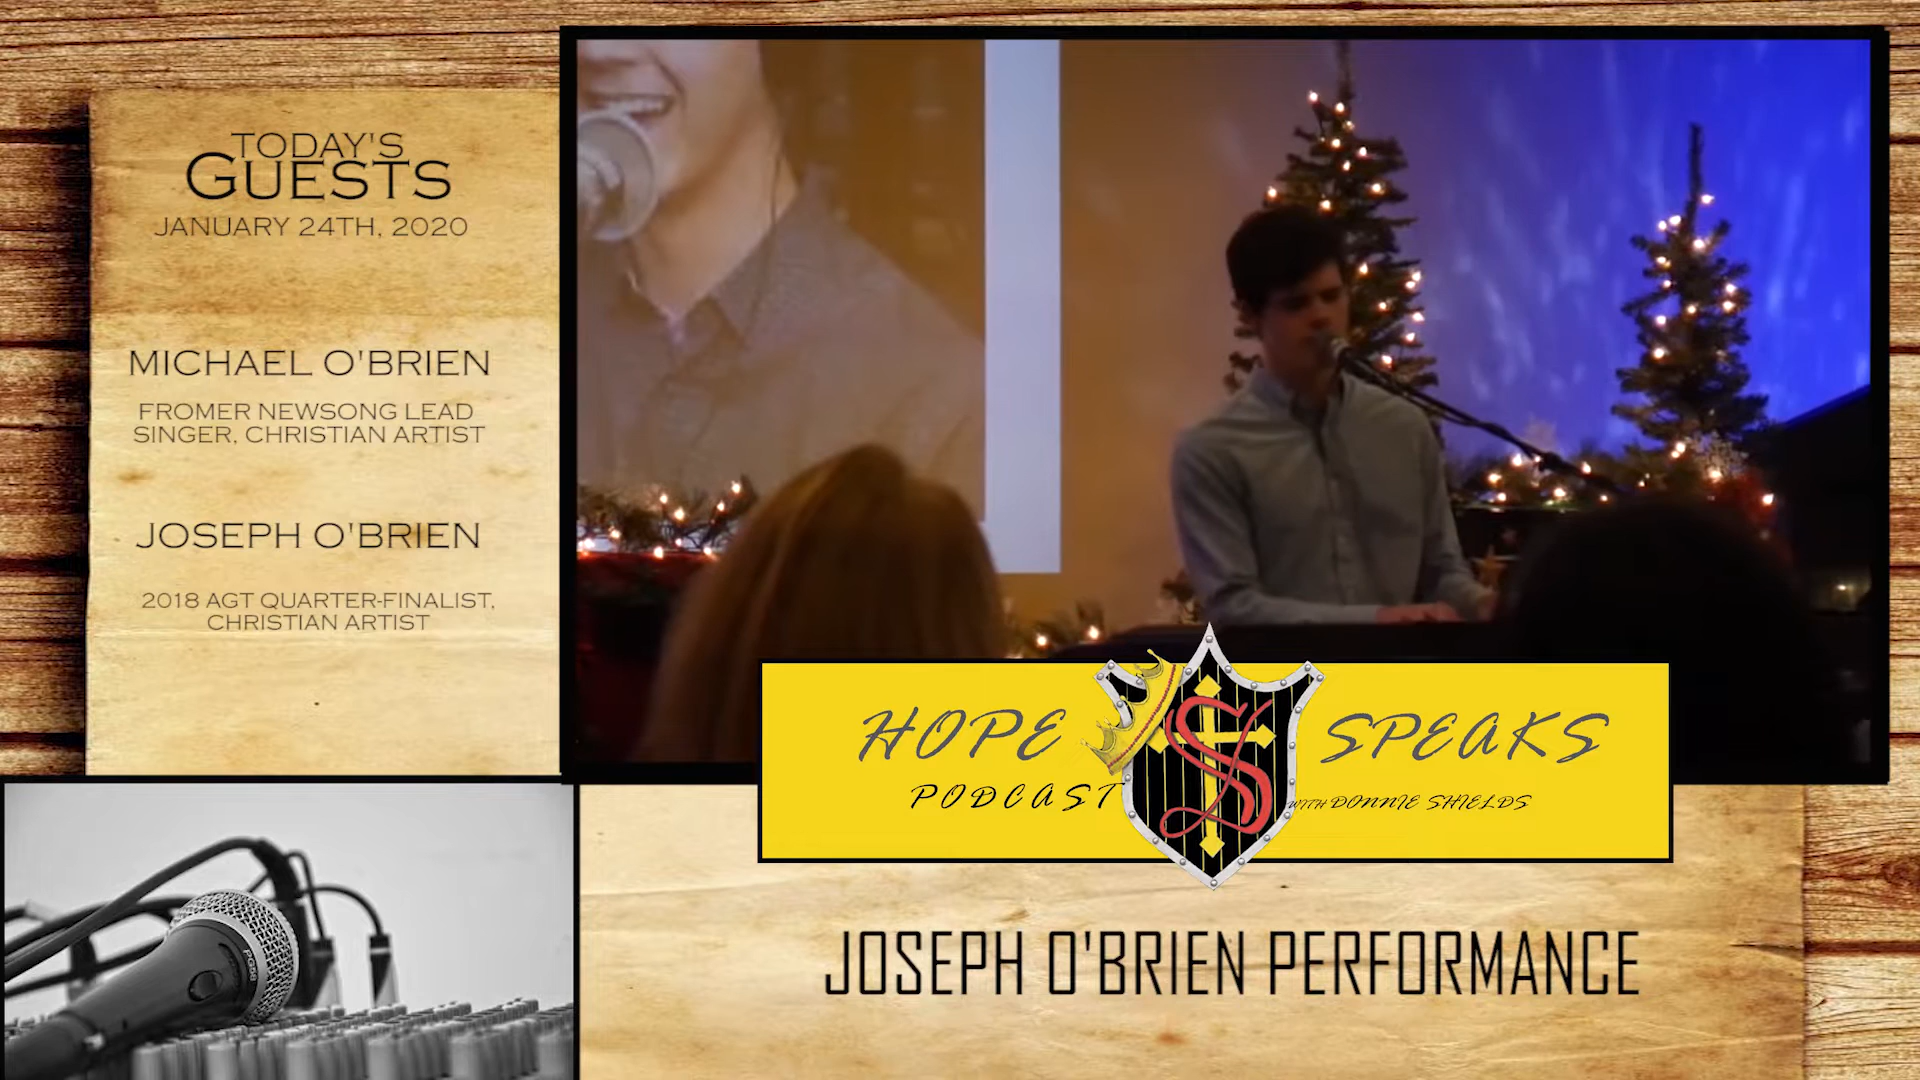 TODAY'S
GUESTS
JANUARY 24TH, 2020
MICHAEL O'BRIEN
FROMER NEWSONG LEAD
SINGER, CHRISTIAN ARTIST
JOSEPH O'BRIEN
2018 AGT QUARTER-FINALIST,
CHRISTIAN ARTIST
HOPE SPEAKS
PODCAST WITH DONNIE SHIELDS
S
PG58
JOSEPH O'BRIEN PERFORMANCE